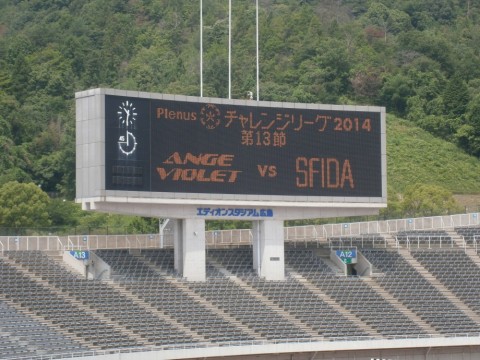 Plenus チャレンジリーグ 2014
第13節
ANGE VIOLET vs SFIDA
エディオンスタジアム広島
A13
A12